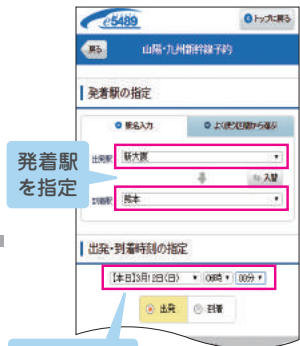 e5489
トップに戻る
戻る
山陽・九州新幹線予約
発着駅の指定
駅名入力
よく使う区間から選ぶ
発着駅
を指定
出発駅
新大阪
入替
到着駅
熊本
出発・到着時刻の指定
【本日】3月12日(日)
06時
00分
出発
到着